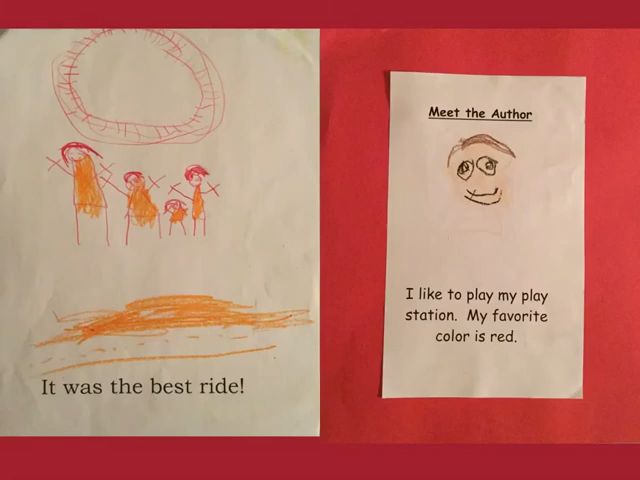 It was the best ride!
Meet the Author
I like to play my play
station.  My favorite
color is red.